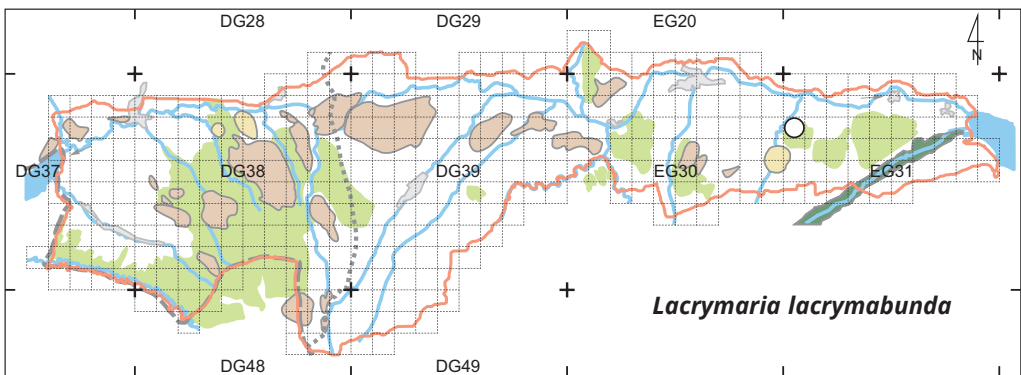 DG28 DG29 EG20
N
DG37 DG38 DG39 EG30 EG31
Lacrymaria lacrymabunda
DG48 DG49